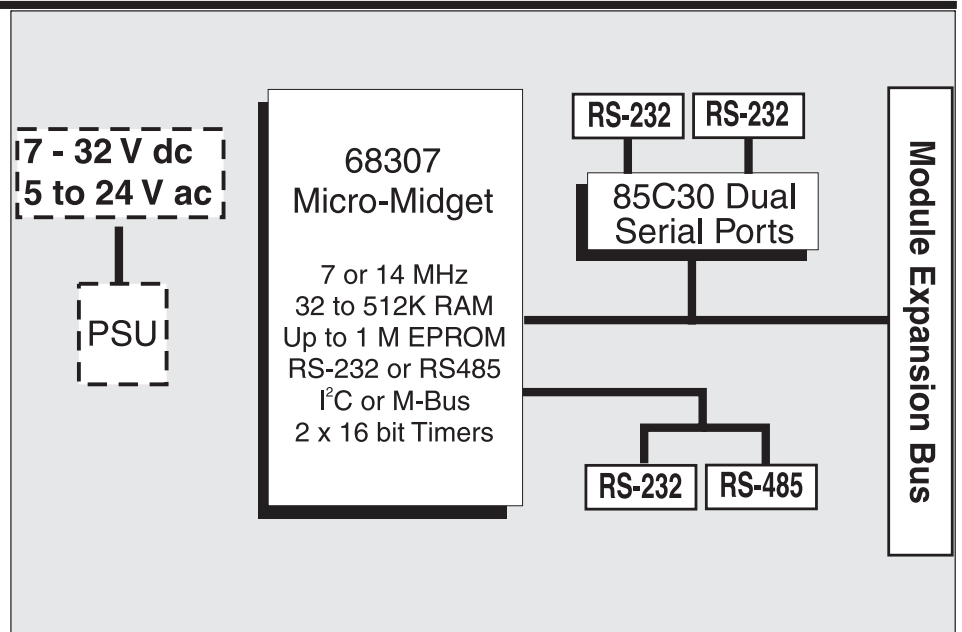 7 - 32 V dc
5 to 24 V ac
PSU
68307
Micro-Midget
7 or 14 MHz
32 to 512K RAM
Up to 1 M EPROM
RS-232 or RS485
I²C or M-Bus
2 x 16 bit Timers
RS-232
RS-232
85C30 Dual
Serial Ports
RS-232
RS-485
Module Expansion Bus